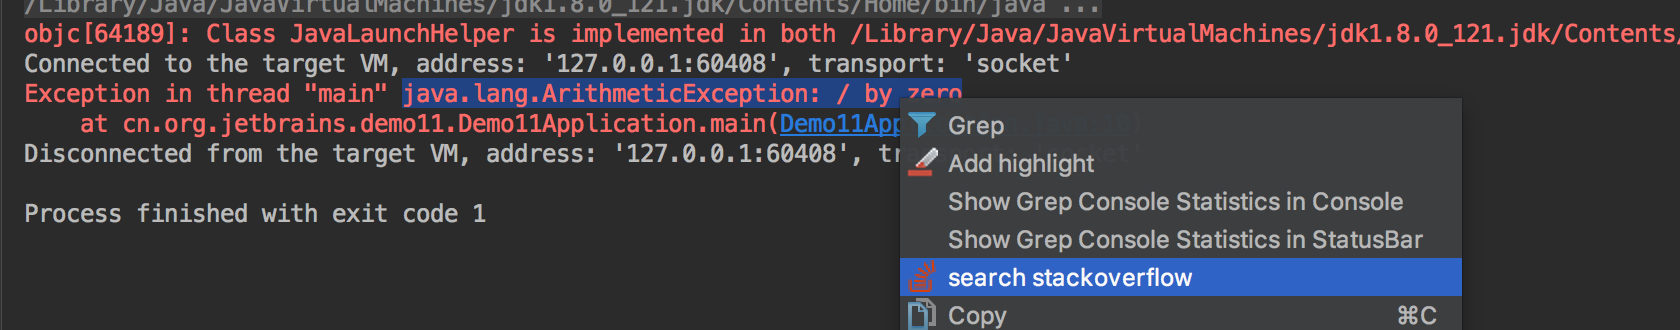 /Library/Java/JavaVirtualMachines/jdk1.8.0_121.jdk/Contents/Home/bin/java ...
objc[64189]: Class JavaLaunchHelper is implemented in both /Library/Java/JavaVirtualMachines/jdk1.8.0_121.jdk/Contents/
Connected to the target VM, address: '127.0.0.1:60408', transport: 'socket'
Exception in thread "main" java.lang.ArithmeticException: / by zero
at cn.org.jetbrains.demo11.Demo11Application.main(Demo11App
Disconnected from the target VM, address: '127.0.0.1:60408', tr
Process finished with exit code 1
Grep
Add highlight
Show Grep Console Statistics in Console
Show Grep Console Statistics in StatusBar
search stackoverflow
Copy ⌘C